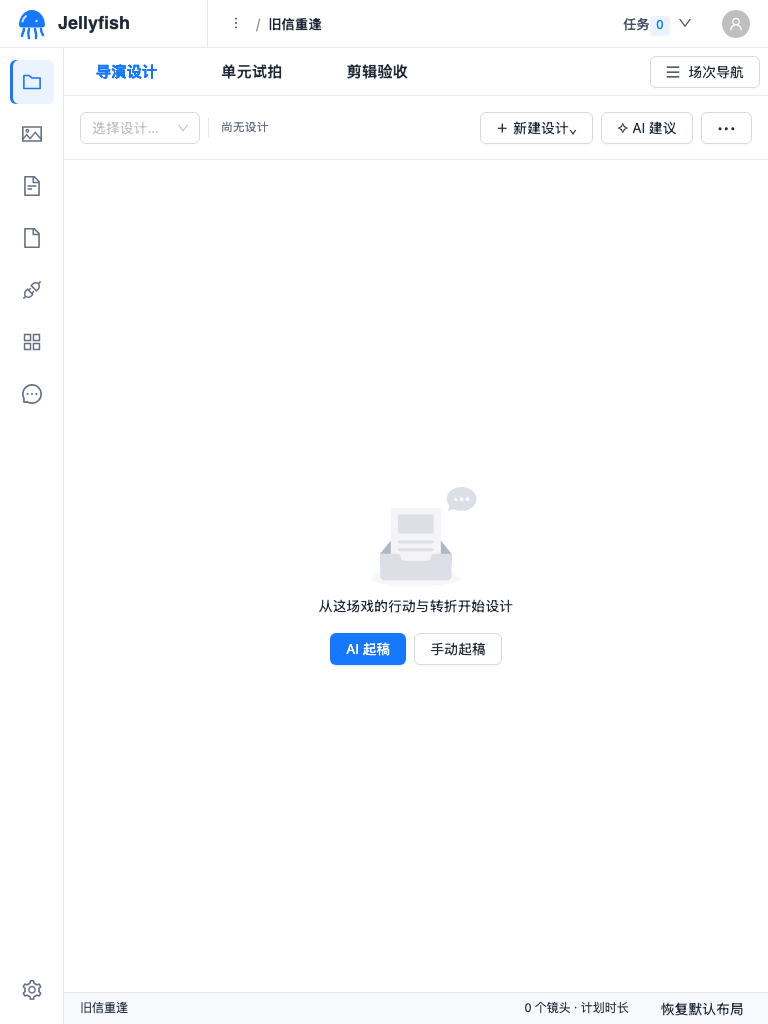 Jellyfish
/ 旧信重逢
任务 0
导演设计 单元试拍 剪辑验收
场次导航
选择设计... 尚无设计
+ 新建设计
AI 建议
从这场戏的行动与转折开始设计
AI 起稿 手动起稿
旧信重逢
0 个镜头 · 计划时长
恢复默认布局